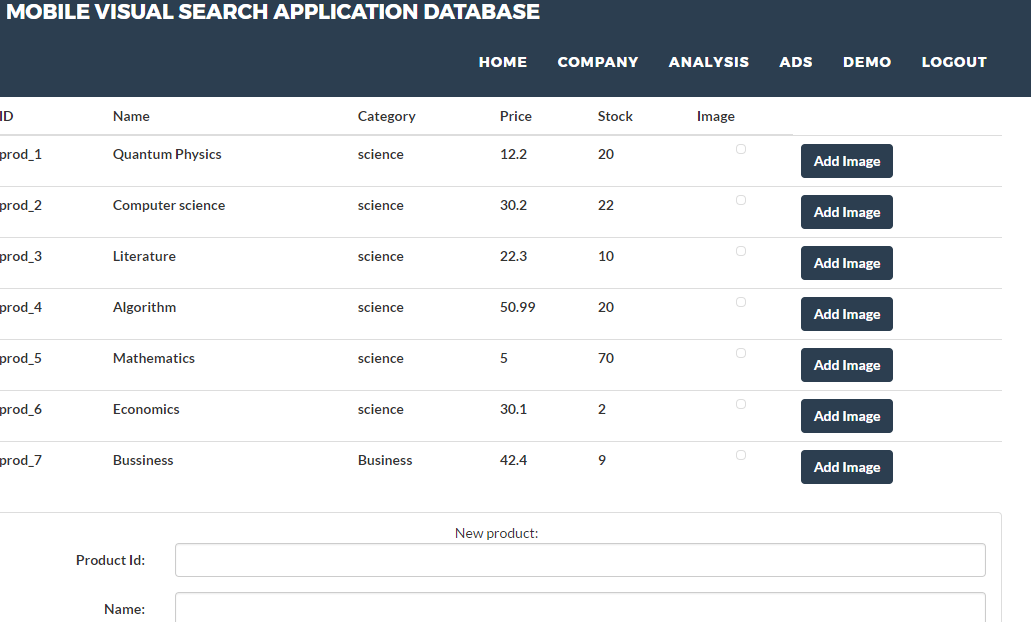 MOBILE VISUAL SEARCH APPLICATION DATABASE
HOME COMPANY ANALYSIS ADS DEMO LOGOUT
ID Name Category Price Stock Image
prod_1 Quantum Physics science 12.2 20 Add Image
prod_2 Computer science science 30.2 22 Add Image
prod_3 Literature science 22.3 10 Add Image
prod_4 Algorithm science 50.99 20 Add Image
prod_5 Mathematics science 5 70 Add Image
prod_6 Economics science 30.1 2 Add Image
prod_7 Bussiness Business 42.4 9 Add Image
New product:
Product Id:
Name: